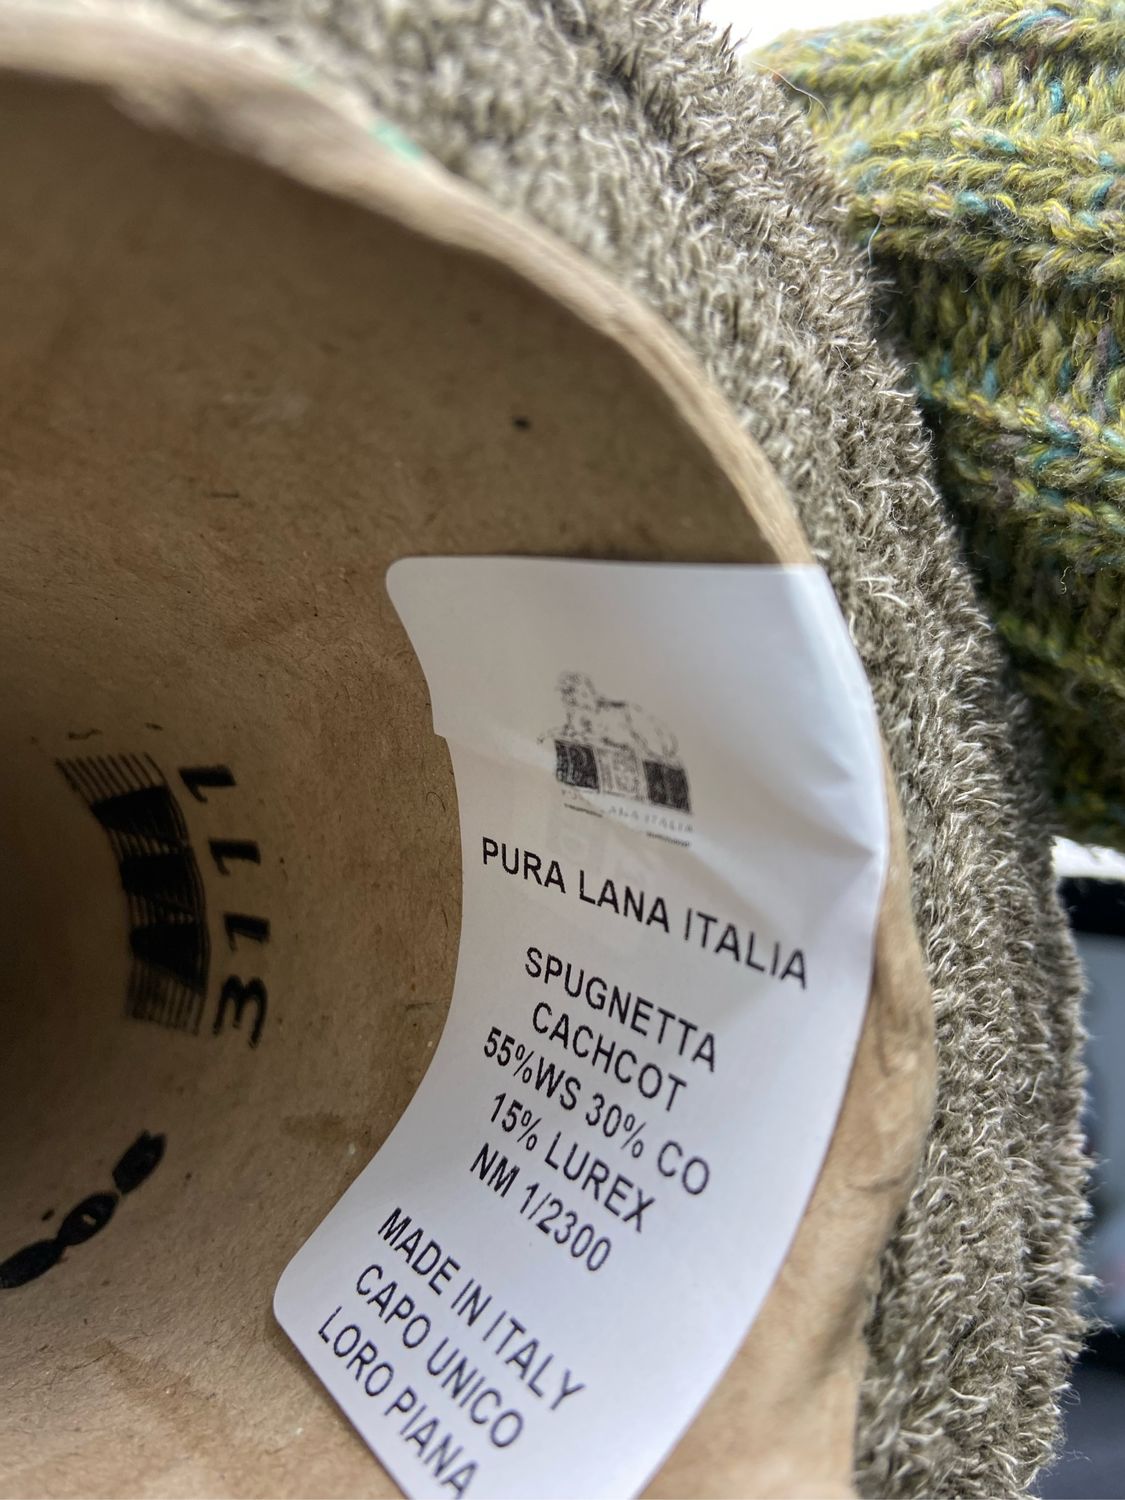 PURA LANA ITALIA
SPUGNETTA
CACHCOT
55%WS 30% CO
15% LUREX
NM 1/2300
MADE IN ITALY
CAPO UNICO
LORO PIANA
3111